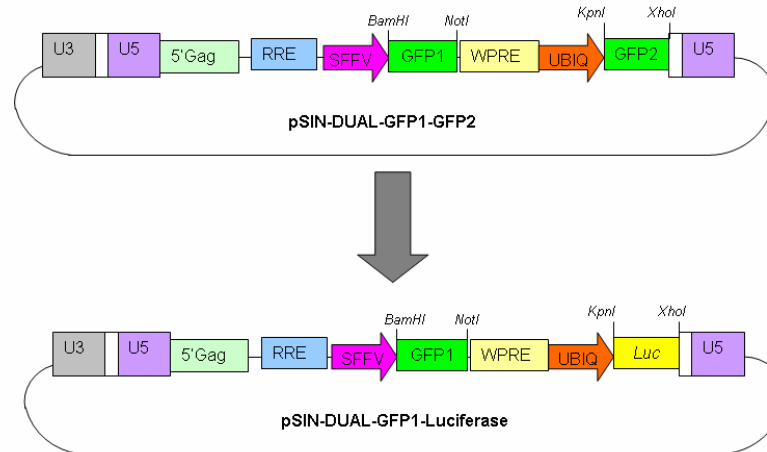 BamHI NotI KpnI XhoI
U3 U5 5'Gag RRE SFFV GFP1 WPRE UBIQ GFP2 U5
pSIN-DUAL-GFP1-GFP2
BamHI NotI KpnI XhoI
U3 U5 5'Gag RRE SFFV GFP1 WPRE UBIQ Luc U5
pSIN-DUAL-GFP1-Luciferase